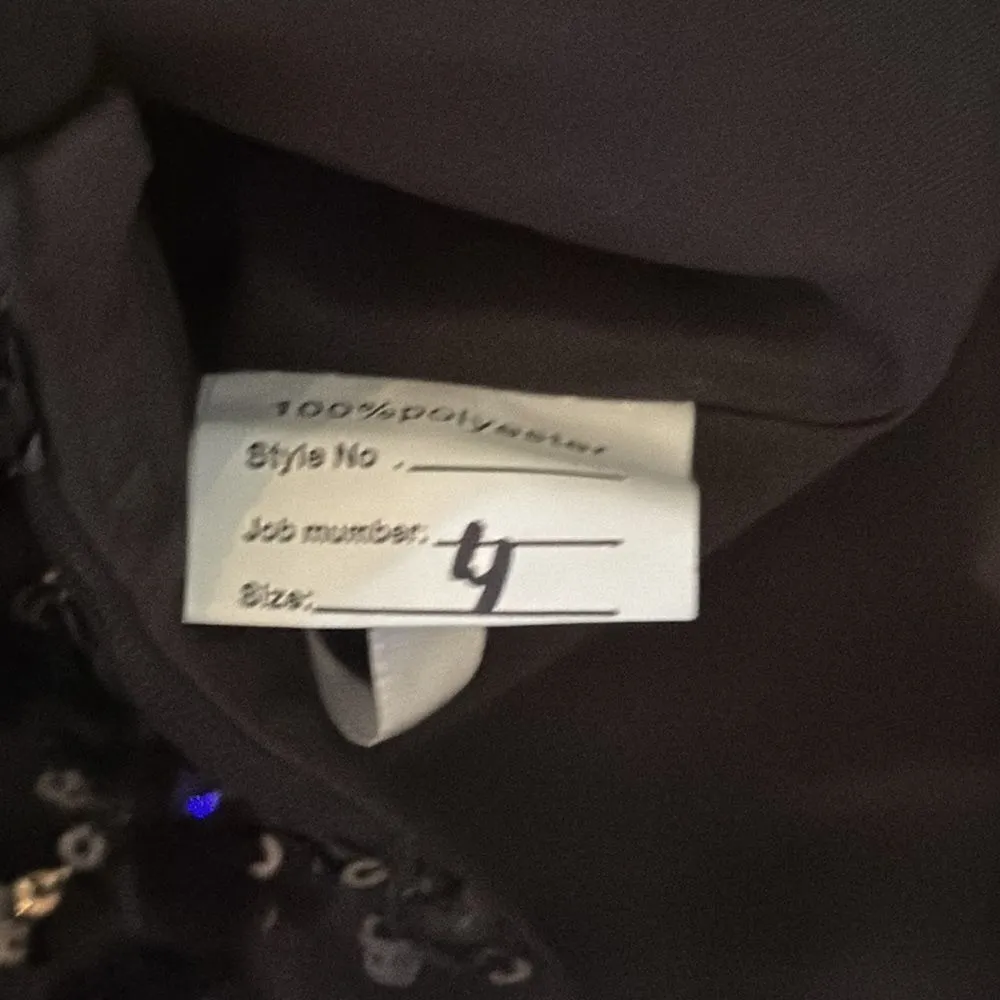 100%polyester
Style No .
Job mumber:
Size: 4